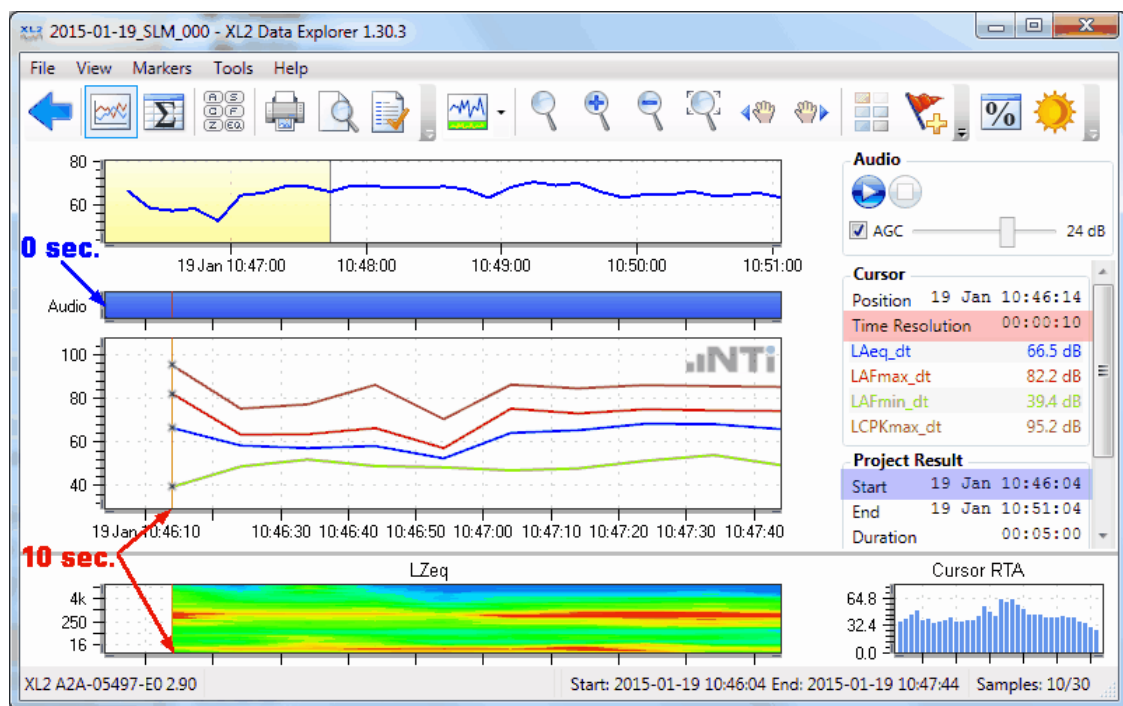 XL2 2015-01-19_SLM_000 - XL2 Data Explorer 1.30.3
File View Markers Tools Help
A S
C F
Z EQ
%
80
60
19 Jan 10:47:00 10:48:00 10:49:00 10:50:00 10:51:00
0 sec.
Audio
100
80
60
40
NTi
19 Jan 10:46:10 10:46:30 10:46:40 10:46:50 10:47:00 10:47:10 10:47:20 10:47:30 10:47:40
10 sec.
Audio
AGC 24 dB
Cursor
Position 19 Jan 10:46:14
Time Resolution 00:00:10
LAeq_dt 66.5 dB
LAFmax_dt 82.2 dB
LAFmin_dt 39.4 dB
LCPKmax_dt 95.2 dB
Project Result
Start 19 Jan 10:46:04
End 19 Jan 10:51:04
Duration 00:05:00
LZeq
4k
250
16
Cursor RTA
64.8
32.4
0.0
XL2 A2A-05497-E0 2.90 Start: 2015-01-19 10:46:04 End: 2015-01-19 10:47:44 Samples: 10/30